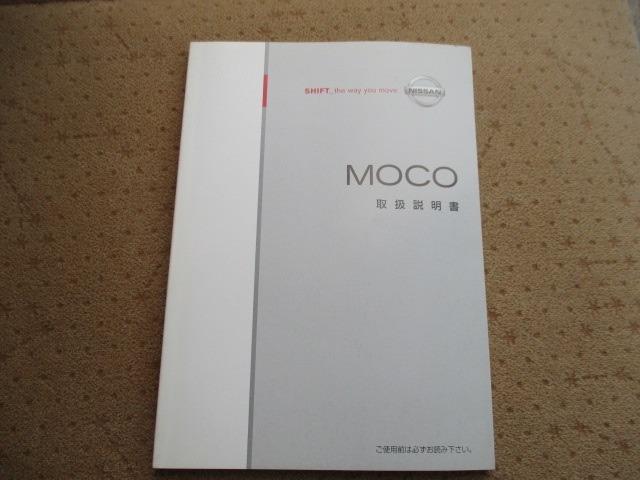 SHIFT_the way you move
NISSAN
MOCO
取扱説明書
ご使用前は必ずお読み下さい。